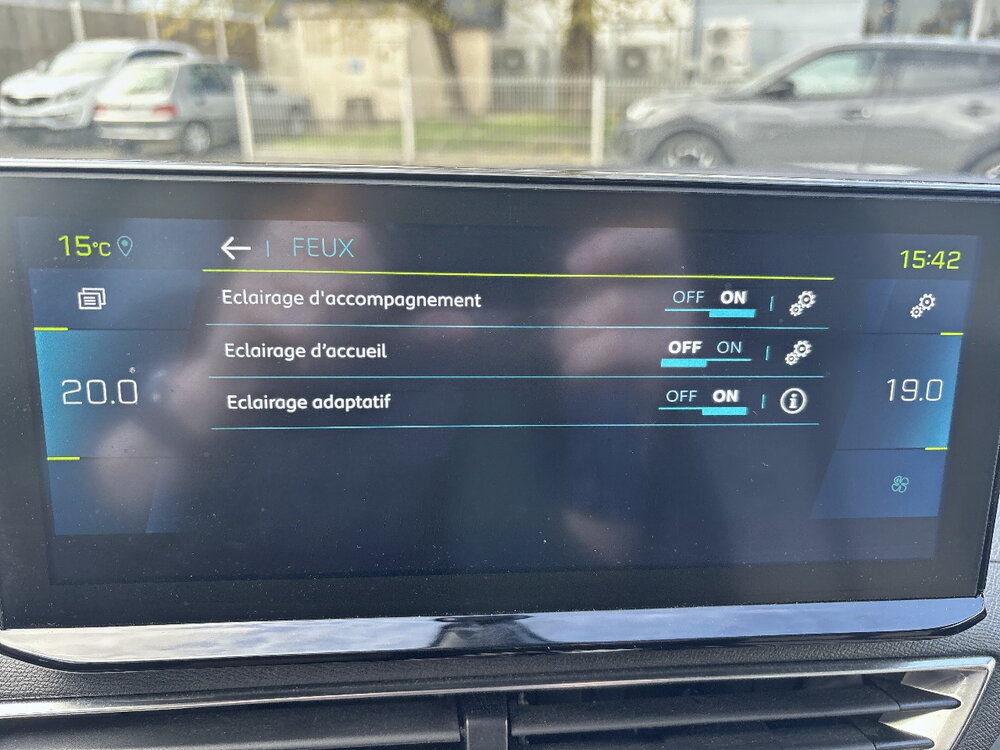 15°C FEUX 15:42
Eclairage d'accompagnement OFF ON
Eclairage d'accueil OFF ON
20.0° 19.0
Eclairage adaptatif OFF ON